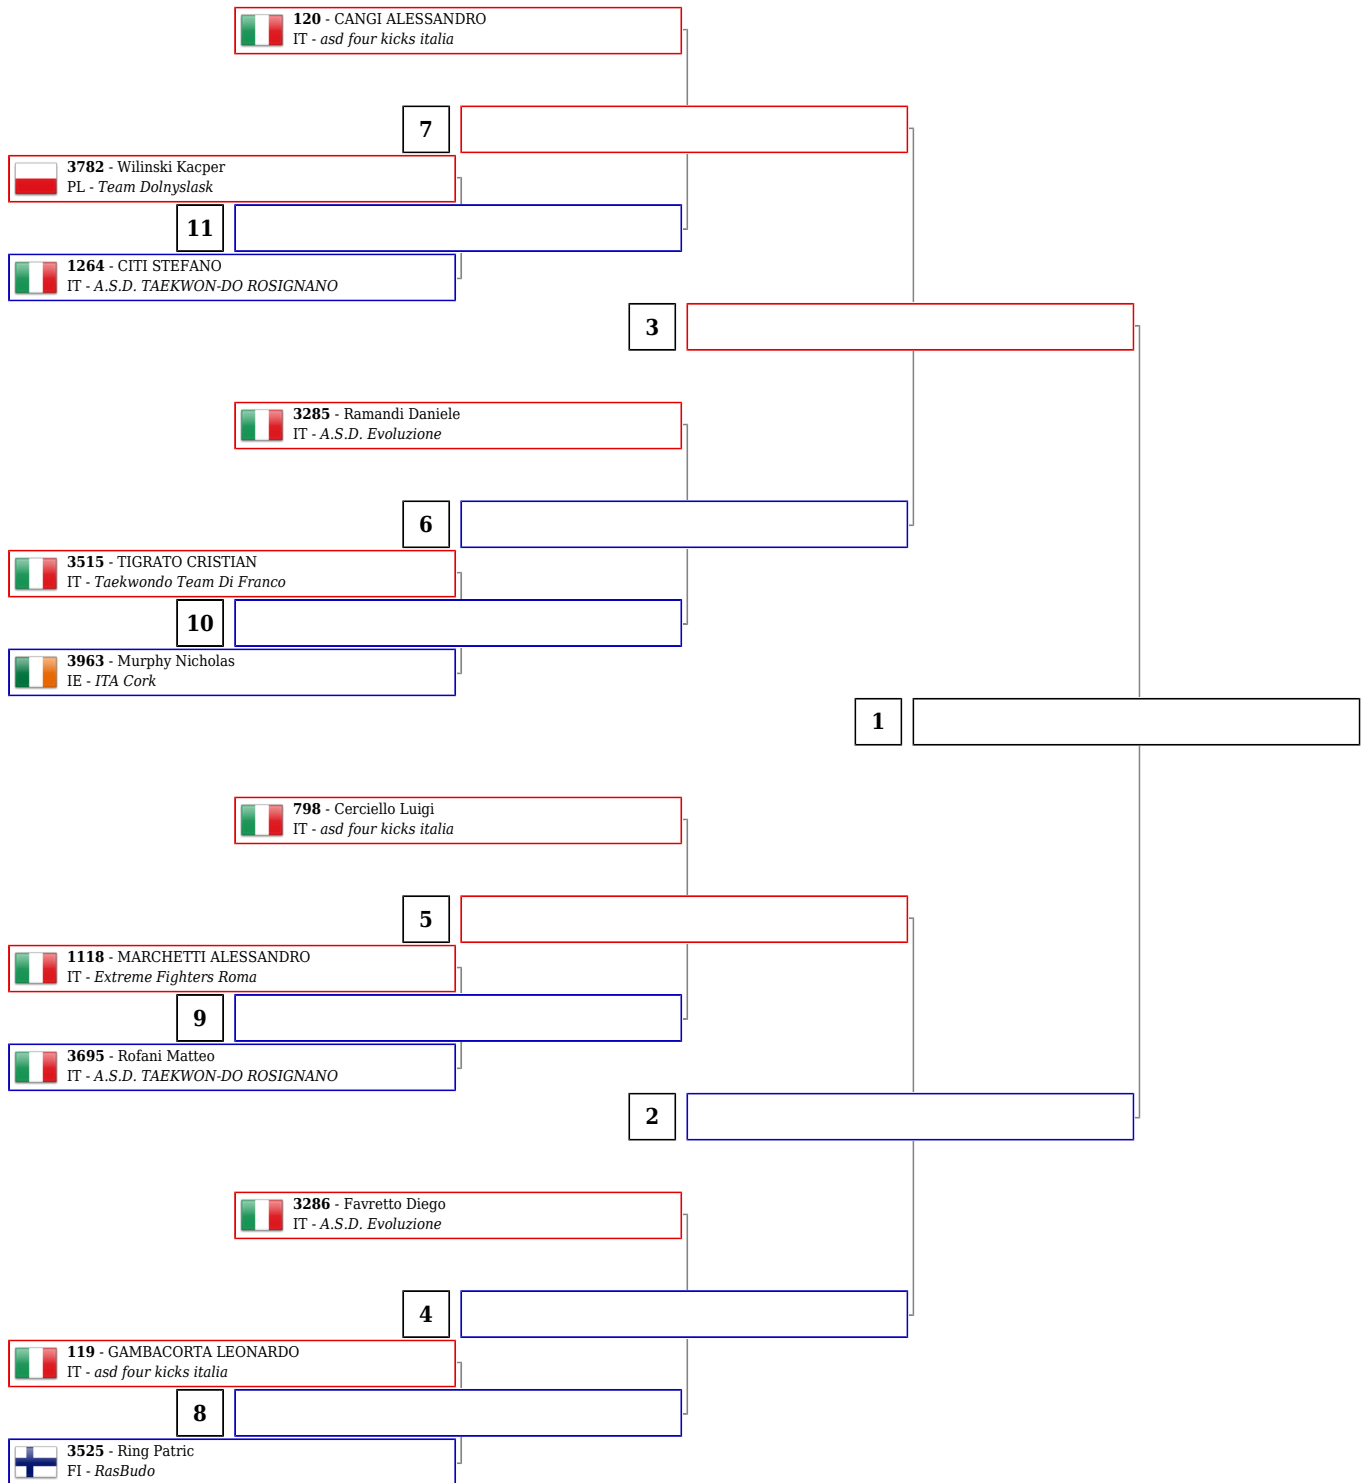 120 - CANGI ALESSANDRO
IT - asd four kicks italia
7
3782 - Wilinski Kacper
PL - Team Dolnyslask
11
1264 - CITI STEFANO
IT - A.S.D. TAEKWON-DO ROSIGNANO
3
3285 - Ramandi Daniele
IT - A.S.D. Evoluzione
6
3515 - TIGRATO CRISTIAN
IT - Taekwondo Team Di Franco
10
3963 - Murphy Nicholas
IE - ITA Cork
1
798 - Cerciello Luigi
IT - asd four kicks italia
5
1118 - MARCHETTI ALESSANDRO
IT - Extreme Fighters Roma
9
3695 - Rofani Matteo
IT - A.S.D. TAEKWON-DO ROSIGNANO
2
3286 - Favretto Diego
IT - A.S.D. Evoluzione
4
119 - GAMBACORTA LEONARDO
IT - asd four kicks italia
8
3525 - Ring Patric
FI - RasBudo